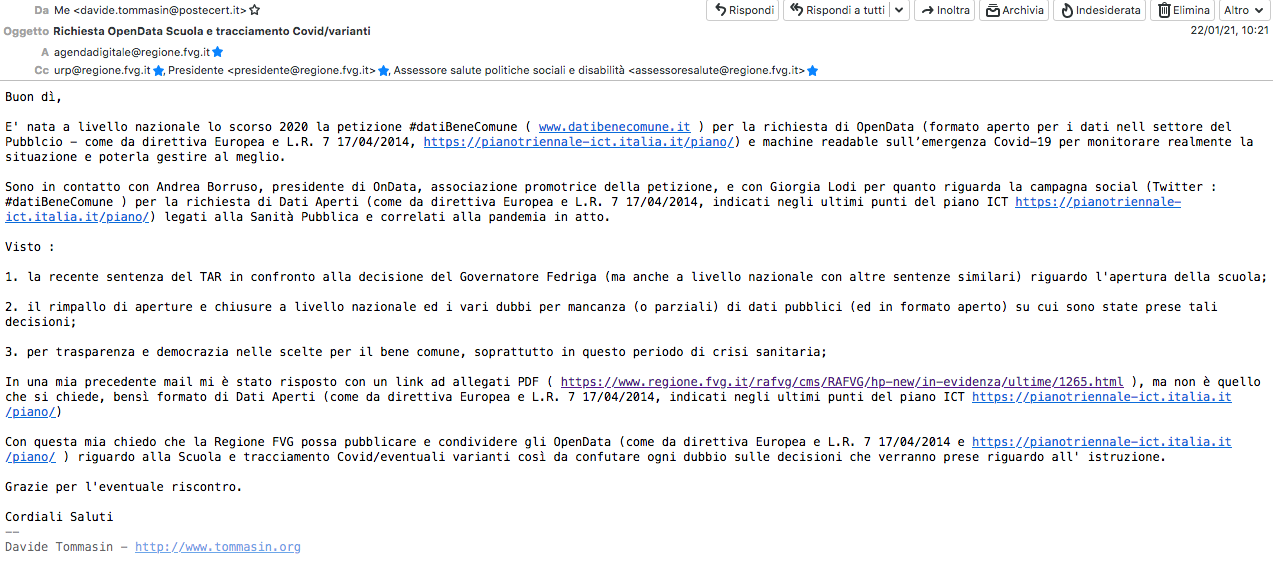 Da Me <davide.tommasin@postecert.it>
Rispondi Rispondi a tutti Inoltra Archivia Indesiderata Elimina Altro
Oggetto Richiesta OpenData Scuola e tracciamento Covid/varianti 22/01/21, 10:21
A agendadigitale@regione.fvg.it
Cc urp@regione.fvg.it, Presidente <presidente@regione.fvg.it>, Assessore salute politiche sociali e disabilità <assessoresalute@regione.fvg.it>
Buon dì,
E' nata a livello nazionale lo scorso 2020 la petizione #datiBeneComune ( www.datibenecomune.it ) per la richiesta di OpenData (formato aperto per i dati nell settore del
Pubblcio - come da direttiva Europea e L.R. 7 17/04/2014, https://pianotriennale-ict.italia.it/piano/) e machine readable sull’emergenza Covid-19 per monitorare realmente la
situazione e poterla gestire al meglio.
Sono in contatto con Andrea Borruso, presidente di OnData, associazione promotrice della petizione, e con Giorgia Lodi per quanto riguarda la campagna social (Twitter :
#datiBeneComune ) per la richiesta di Dati Aperti (come da direttiva Europea e L.R. 7 17/04/2014, indicati negli ultimi punti del piano ICT https://pianotriennale-
ict.italia.it/piano/) legati alla Sanità Pubblica e correlati alla pandemia in atto.
Visto :
1. la recente sentenza del TAR in confronto alla decisione del Governatore Fedriga (ma anche a livello nazionale con altre sentenze similari) riguardo l'apertura della scuola;
2. il rimpallo di aperture e chiusure a livello nazionale ed i vari dubbi per mancanza (o parziali) di dati pubblici (ed in formato aperto) su cui sono state prese tali
decisioni;
3. per trasparenza e democrazia nelle scelte per il bene comune, soprattutto in questo periodo di crisi sanitaria;
In una mia precedente mail mi è stato risposto con un link ad allegati PDF ( https://www.regione.fvg.it/rafvg/cms/RAFVG/hp-new/in-evidenza/ultime/1265.html ), ma non è quello
che si chiede, bensì formato di Dati Aperti (come da direttiva Europea e L.R. 7 17/04/2014, indicati negli ultimi punti del piano ICT https://pianotriennale-ict.italia.it
/piano/)
Con questa mia chiedo che la Regione FVG possa pubblicare e condividere gli OpenData (come da direttiva Europea e L.R. 7 17/04/2014 e https://pianotriennale-ict.italia.it
/piano/ ) riguardo alla Scuola e tracciamento Covid/eventuali varianti così da confutare ogni dubbio sulle decisioni che verranno prese riguardo all' istruzione.
Grazie per l'eventuale riscontro.
Cordiali Saluti
--
Davide Tommasin - http://www.tommasin.org